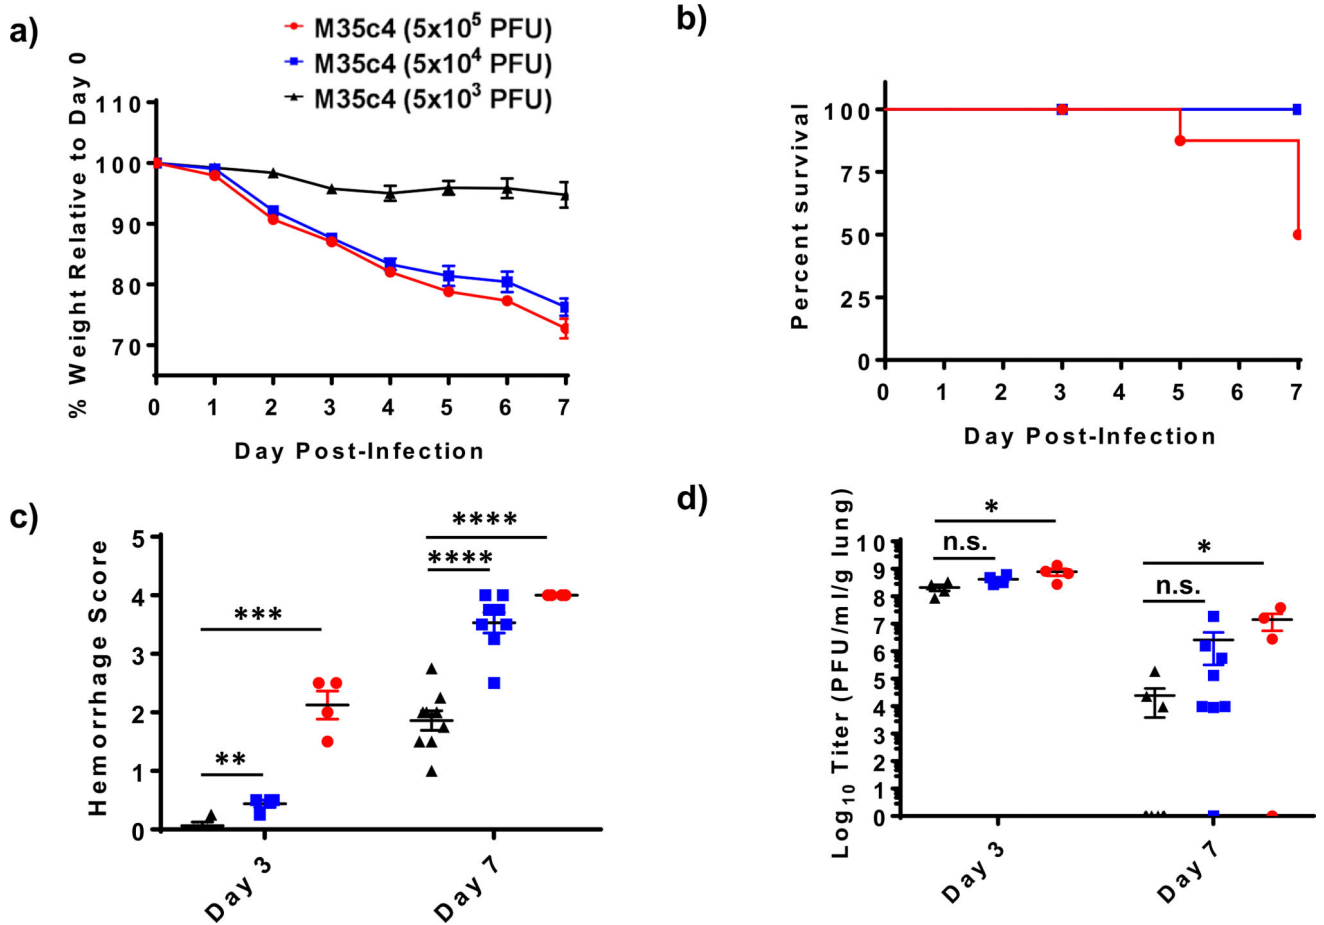 a)
M35c4 (5x10⁵ PFU)
M35c4 (5x10⁴ PFU)
M35c4 (5x10³ PFU)
% Weight Relative to Day 0
110
100
90
80
70
0 1 2 3 4 5 6 7
Day Post-Infection
b)
Percent survival
100
75
50
25
0
0 1 2 3 4 5 6 7
Day Post-Infection
c)
Hemorrhage Score
5
4
3
2
1
0
**
***
****
****
Day 3
Day 7
d)
Log₁₀ Titer (PFU/ml/g lung)
10
9
8
7
6
5
4
3
2
1
0
*
n.s.
*
n.s.
Day 3
Day 7